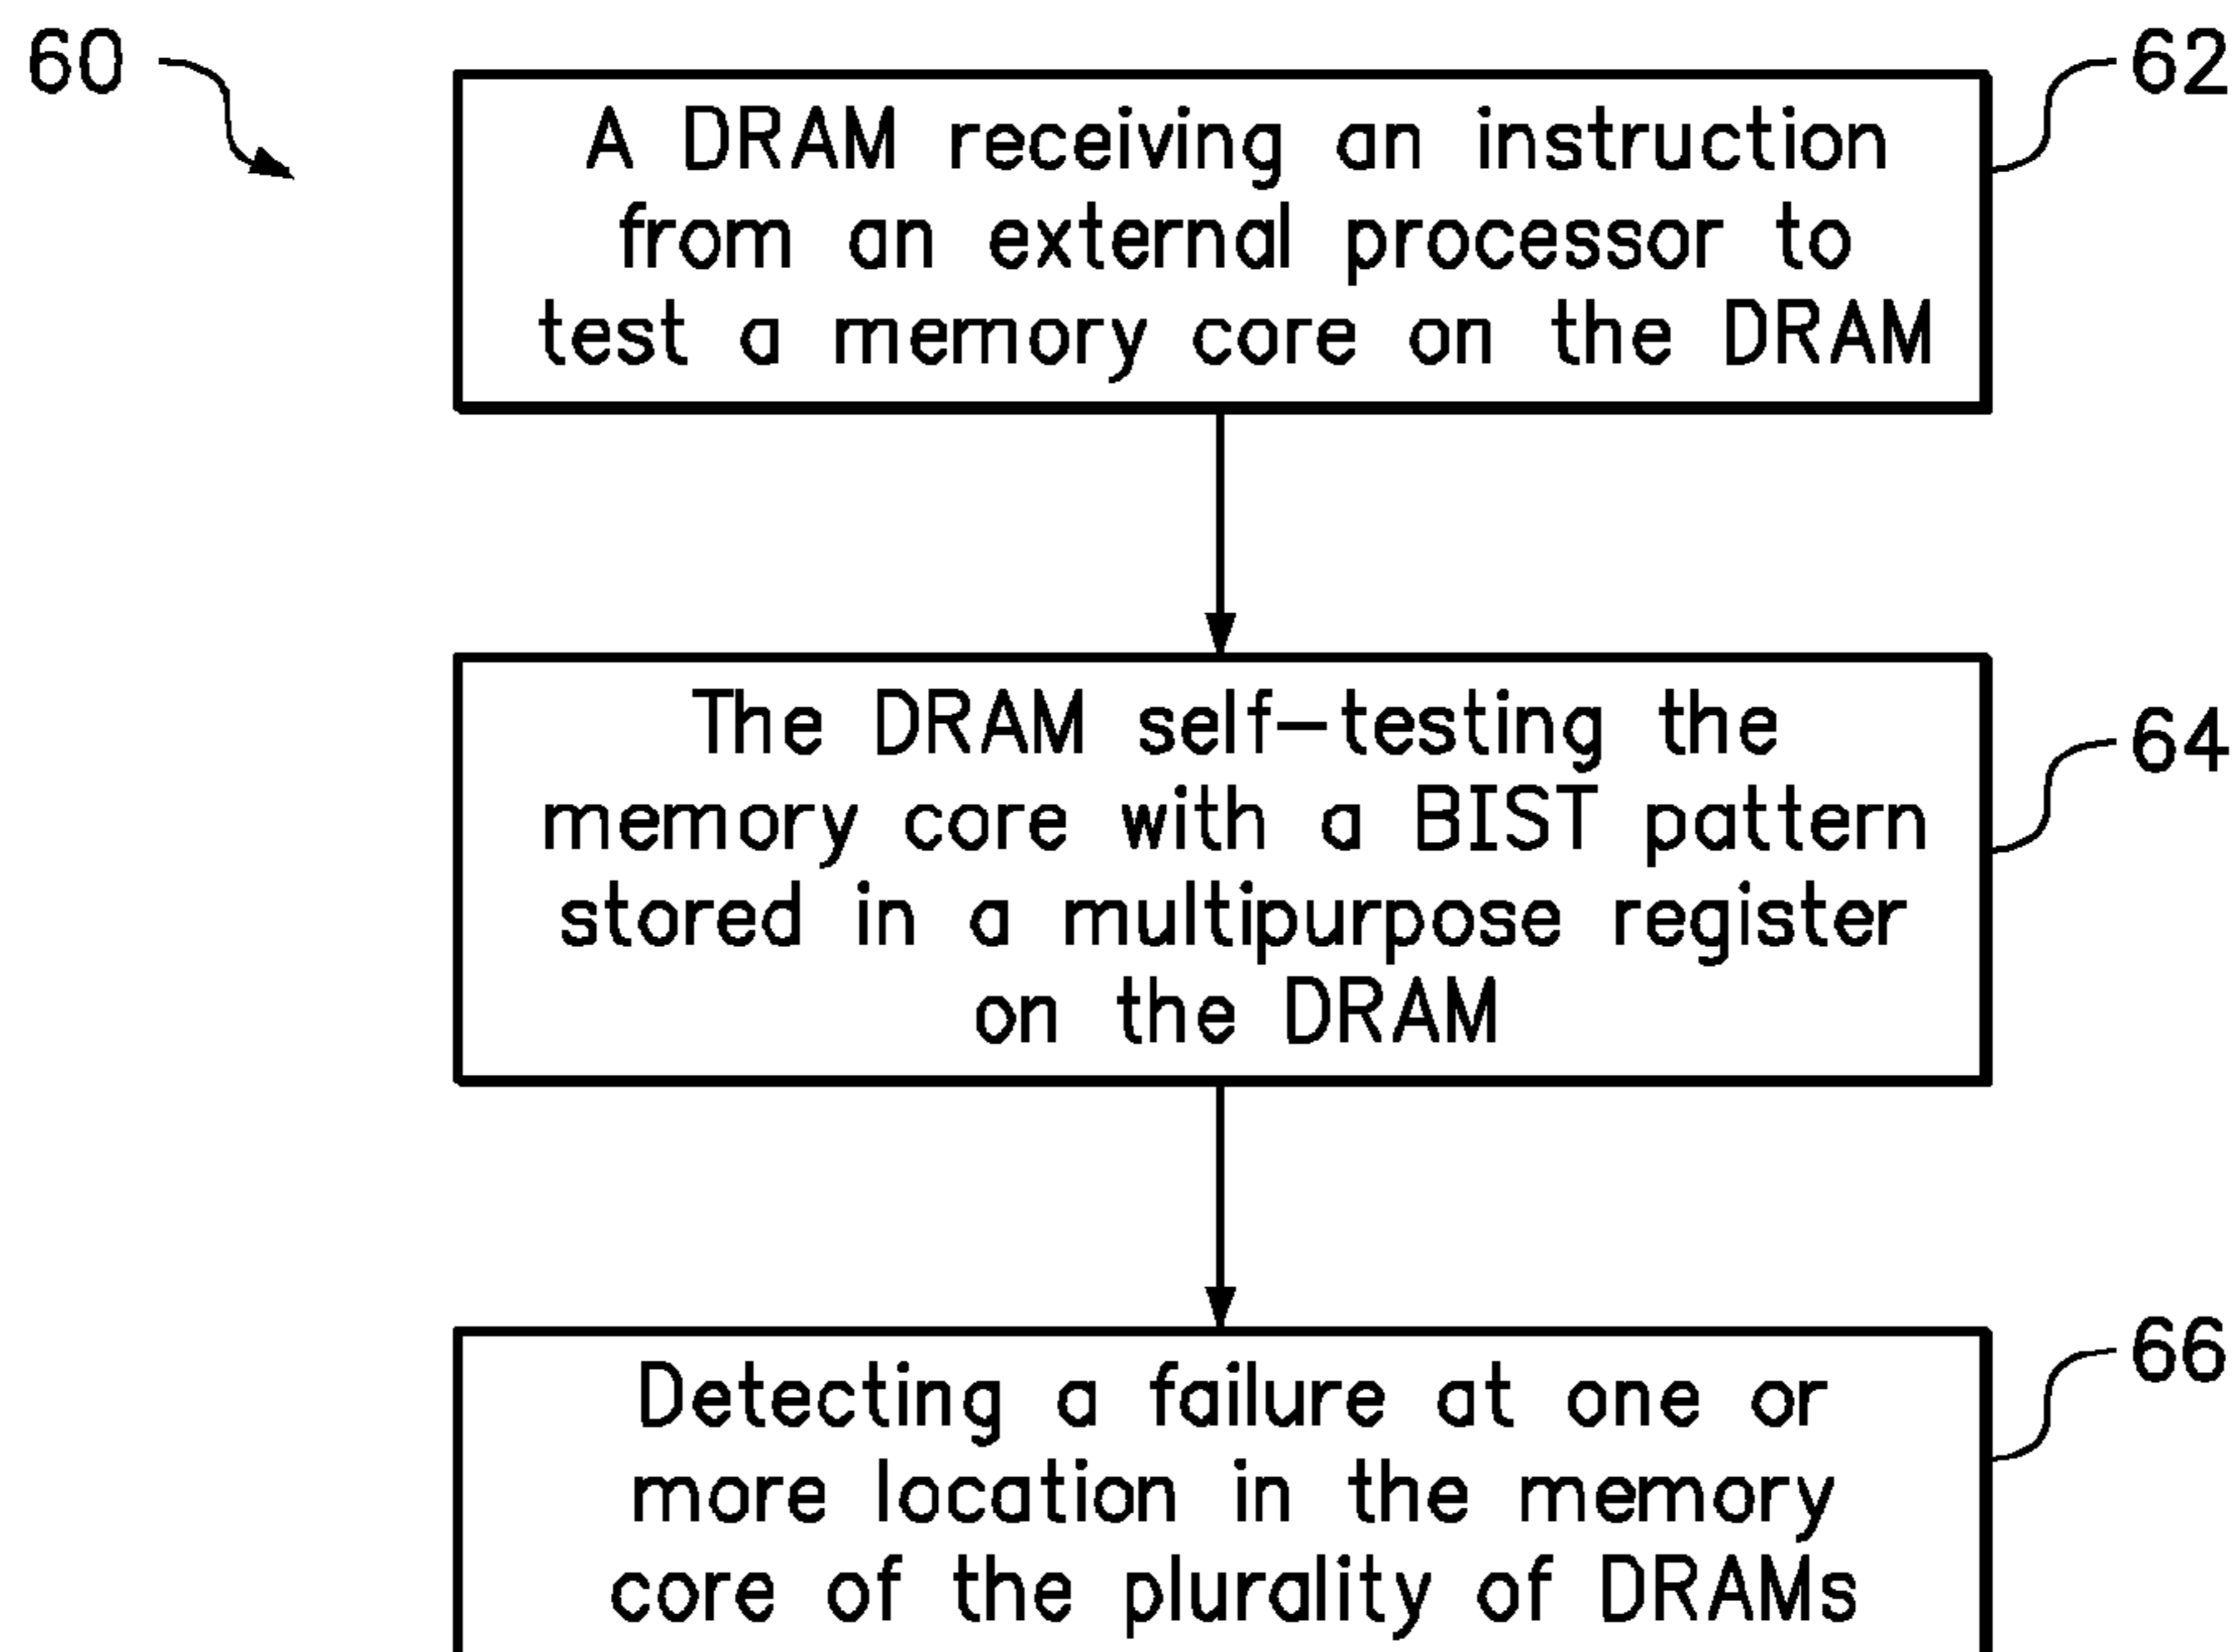 60
62
A DRAM receiving an instruction
from an external processor to
test a memory core on the DRAM
64
The DRAM self-testing the
memory core with a BIST pattern
stored in a multipurpose register
on the DRAM
66
Detecting a failure at one or
more location in the memory
core of the plurality of DRAMs